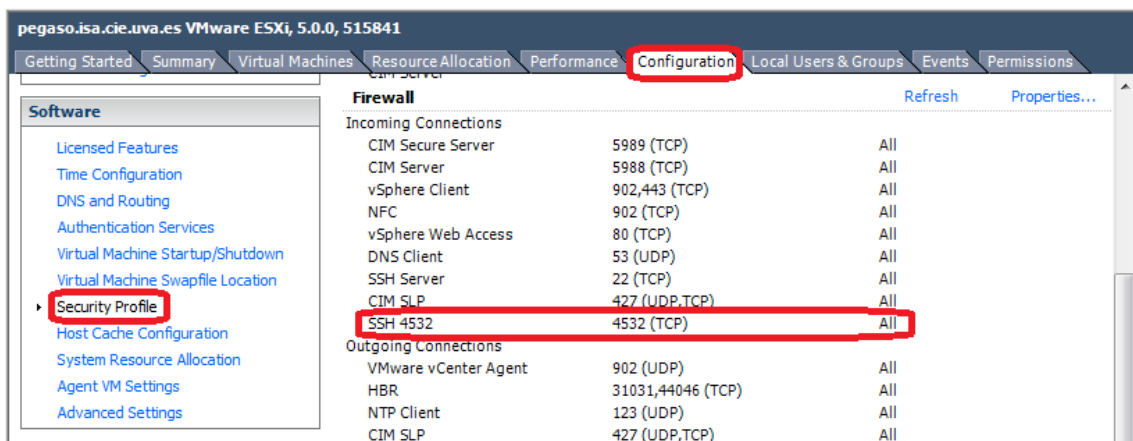 pegaso.isa.cie.uva.es VMware ESXi, 5.0.0, 515841
Getting Started Summary Virtual Machines Resource Allocation Performance Configuration Local Users & Groups Events Permissions
CIM Server
Software
Licensed Features
Time Configuration
DNS and Routing
Authentication Services
Virtual Machine Startup/Shutdown
Virtual Machine Swapfile Location
Security Profile
Host Cache Configuration
System Resource Allocation
Agent VM Settings
Advanced Settings
Firewall Refresh Properties...
Incoming Connections
CIM Secure Server 5989 (TCP) All
CIM Server 5988 (TCP) All
vSphere Client 902,443 (TCP) All
NFC 902 (TCP) All
vSphere Web Access 80 (TCP) All
DNS Client 53 (UDP) All
SSH Server 22 (TCP) All
CIM SLP 427 (UDP,TCP) All
SSH 4532 4532 (TCP) All
Outgoing Connections
VMware vCenter Agent 902 (UDP) All
HBR 31031,44046 (TCP) All
NTP Client 123 (UDP) All
CIM SLP 427 (UDP,TCP) All